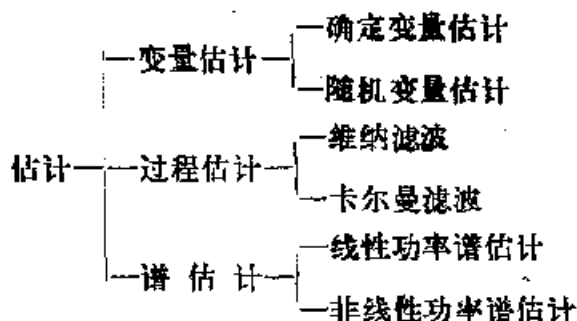 估计
变量估计
确定变量估计
随机变量估计
过程估计
维纳滤波
卡尔曼滤波
谱估计
线性功率谱估计
非线性功率谱估计